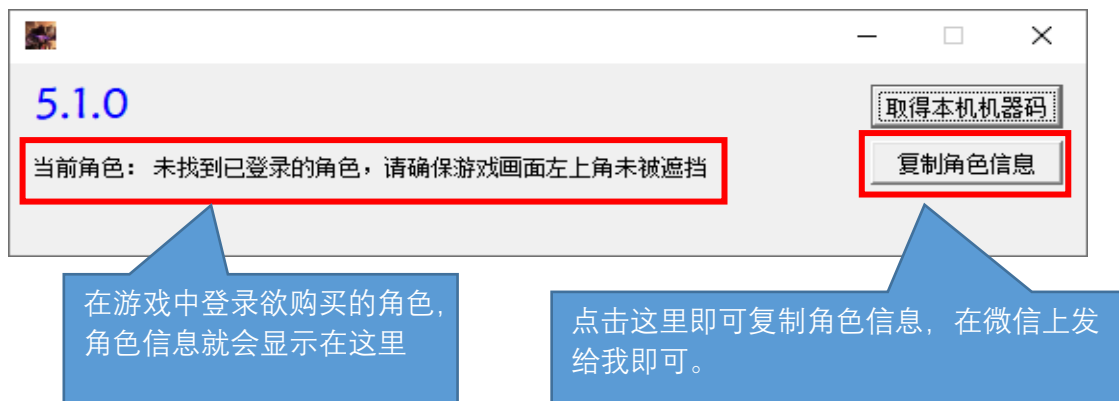 5.1.0
取得本机机器码
当前角色： 未找到已登录的角色，请确保游戏画面左上角未被遮挡
复制角色信息
在游戏中登录欲购买的角色,
角色信息就会显示在这里
点击这里即可复制角色信息，在微信上发
给我即可。